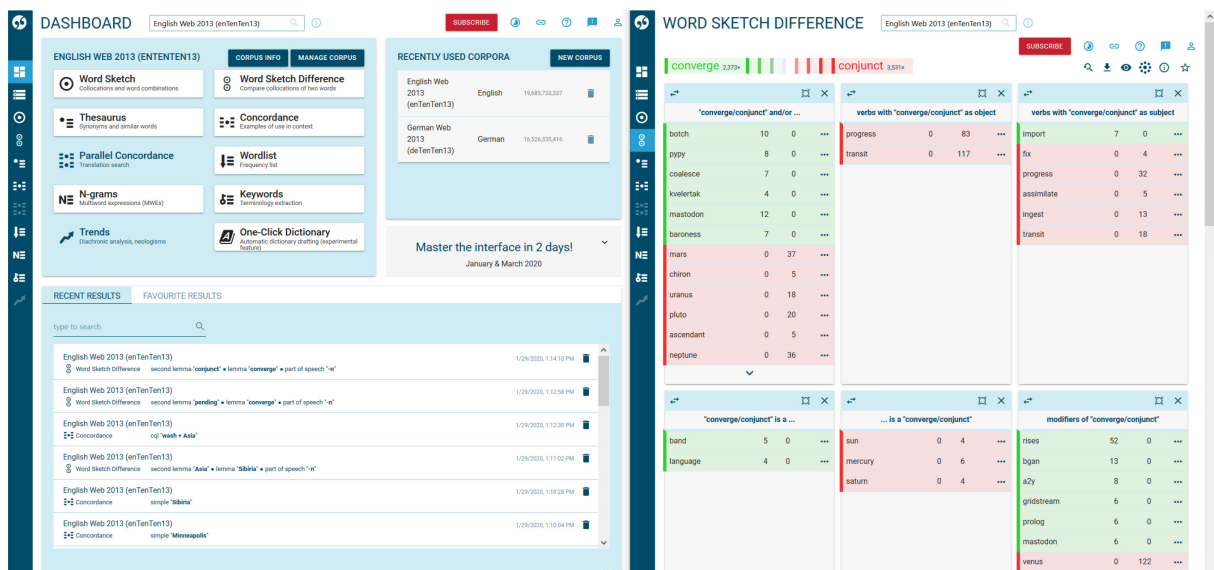 DASHBOARD
English Web 2013 (enTenTen13)
SUBSCRIBE
ENGLISH WEB 2013 (ENTENTEN13)
CORPUS INFO
MANAGE CORPUS
Word Sketch
Collocations and word combinations
Word Sketch Difference
Compare collocations of two words
Thesaurus
Synonyms and similar words
Concordance
Examples of use in context
Parallel Concordance
Translation search
Wordlist
Frequency list
N-grams
Multiword expressions (MWEs)
Keywords
Terminology extraction
Trends
Diachronic analysis, neologisms
One-Click Dictionary
Automatic dictionary drafting (experimental
feature)
RECENTLY USED CORPORA
NEW CORPUS
English Web
2013
(enTenTen13)
English
19,685,733,337
German Web
2013
(deTenTen13)
German
16,526,335,416
Master the interface in 2 days!
January & March 2020
RECENT RESULTS
FAVOURITE RESULTS
type to search
English Web 2013 (enTenTen13)
1/29/2020, 1:14:10 PM
Word Sketch Difference second lemma "conjunct" ● lemma "converge" ● part of speech "-n"
English Web 2013 (enTenTen13)
1/29/2020, 1:12:58 PM
Word Sketch Difference second lemma "pending" ● lemma "converge" ● part of speech "-n"
English Web 2013 (enTenTen13)
1/29/2020, 1:12:30 PM
Concordance cql "wash + Asia"
English Web 2013 (enTenTen13)
1/29/2020, 1:11:02 PM
Word Sketch Difference second lemma "Asia" ● lemma "Sibiria" ● part of speech "-n"
English Web 2013 (enTenTen13)
1/29/2020, 1:10:28 PM
Concordance simple "Sibiria"
English Web 2013 (enTenTen13)
1/29/2020, 1:10:04 PM
Concordance simple "Minneapolis"
WORD SKETCH DIFFERENCE
English Web 2013 (enTenTen13)
SUBSCRIBE
converge 2,373×
conjunct 3,531×
"converge/conjunct" and/or ...
botch 10 0
pypy 8 0
coalesce 7 0
kvelertak 4 0
mastodon 12 0
baroness 7 0
mars 0 37
chiron 0 5
uranus 0 18
pluto 0 20
ascendant 0 5
neptune 0 36
verbs with "converge/conjunct" as object
progress 0 83
transit 0 117
verbs with "converge/conjunct" as subject
import 7 0
fix 0 4
progress 0 32
assimilate 0 5
ingest 0 13
transit 0 18
"converge/conjunct" is a ...
band 5 0
language 4 0
... is a "converge/conjunct"
sun 0 4
mercury 0 6
saturn 0 4
modifiers of "converge/conjunct"
rises 52 0
bgan 13 0
a2y 8 0
gridstream 6 0
prolog 6 0
mastodon 6 0
venus 0 122